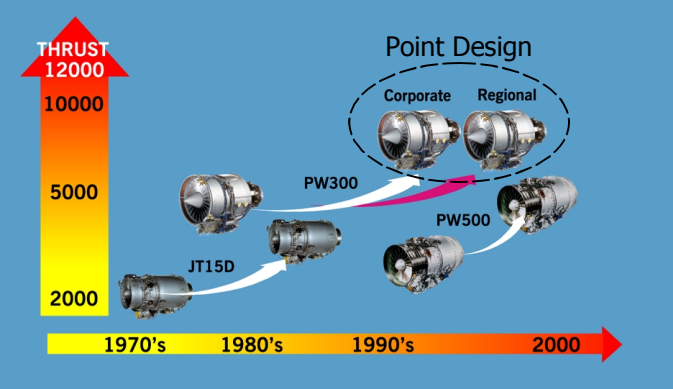 Point Design
THRUST
12000
Corporate Regional
10000
PW300
5000
PW500
JT15D
2000
1970's 1980's 1990's 2000